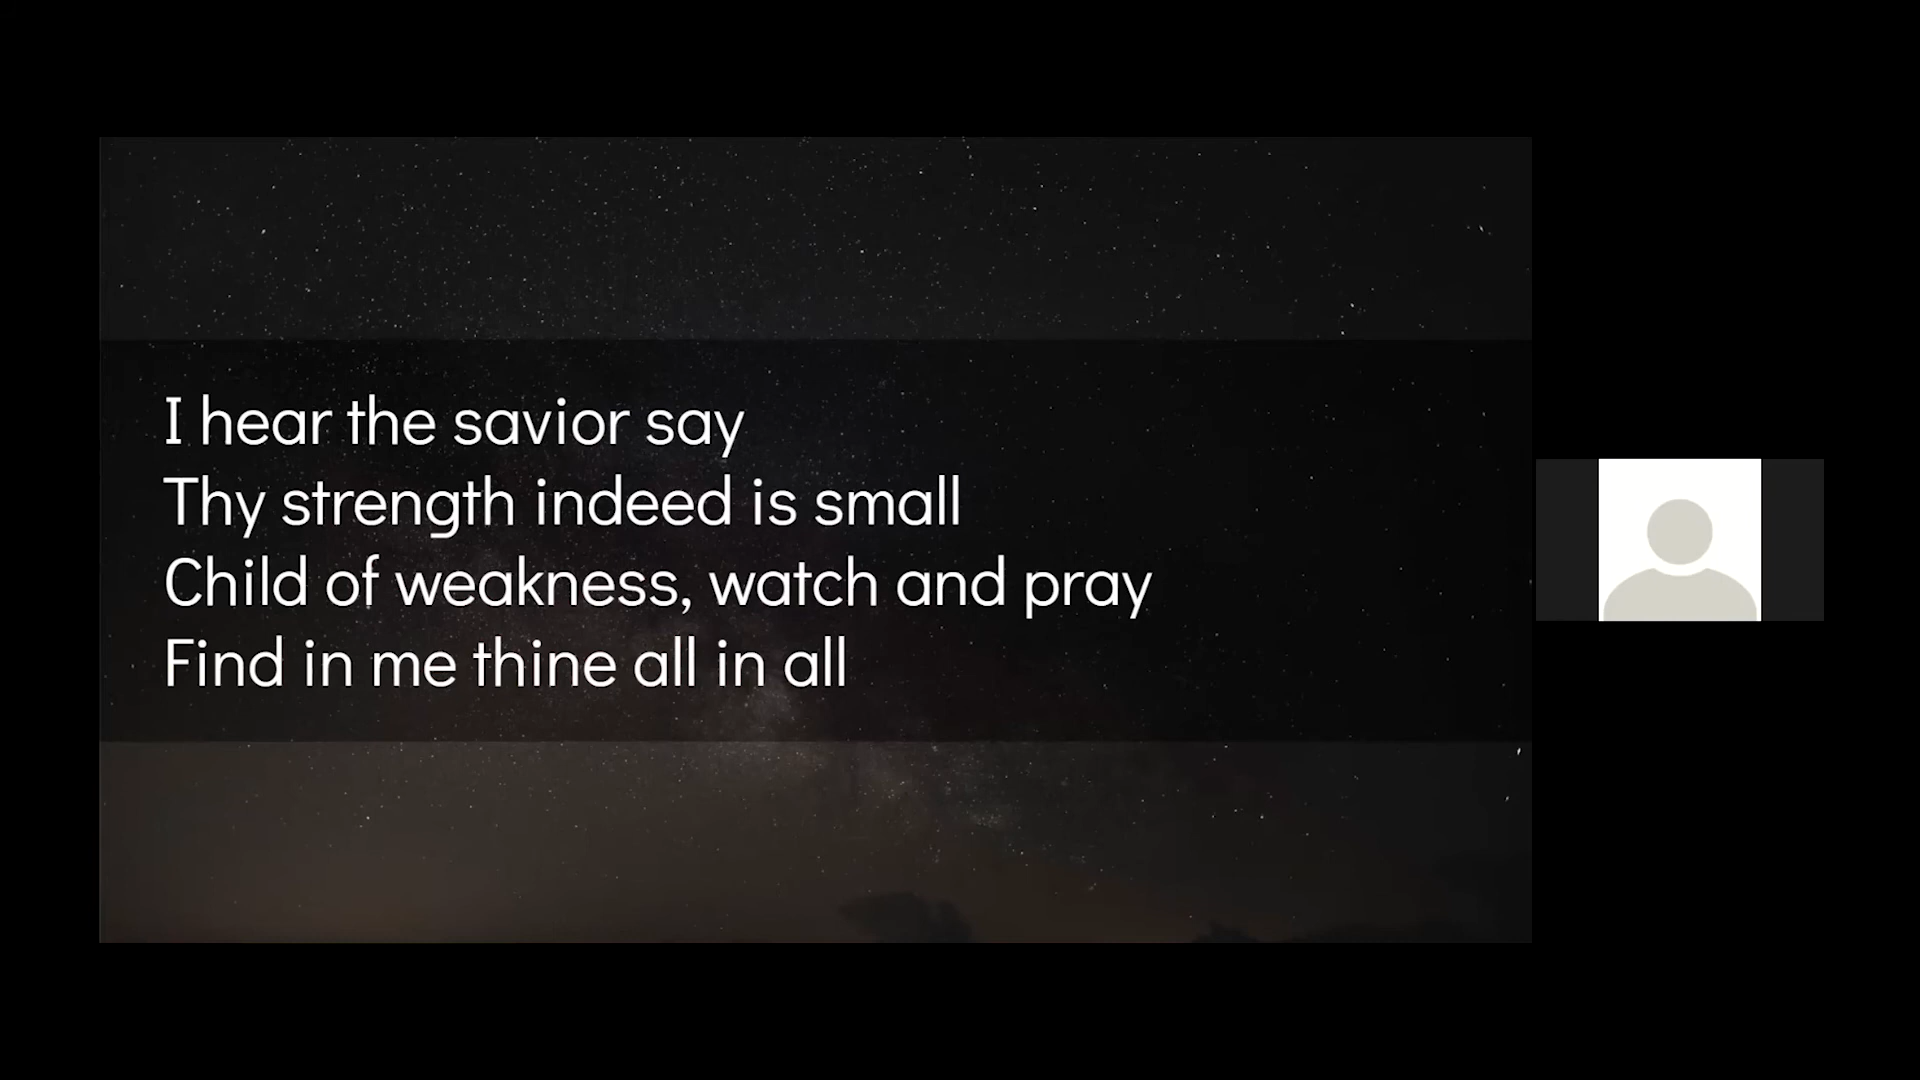 I hear the savior say
Thy strength indeed is small
Child of weakness, watch and pray
Find in me thine all in all